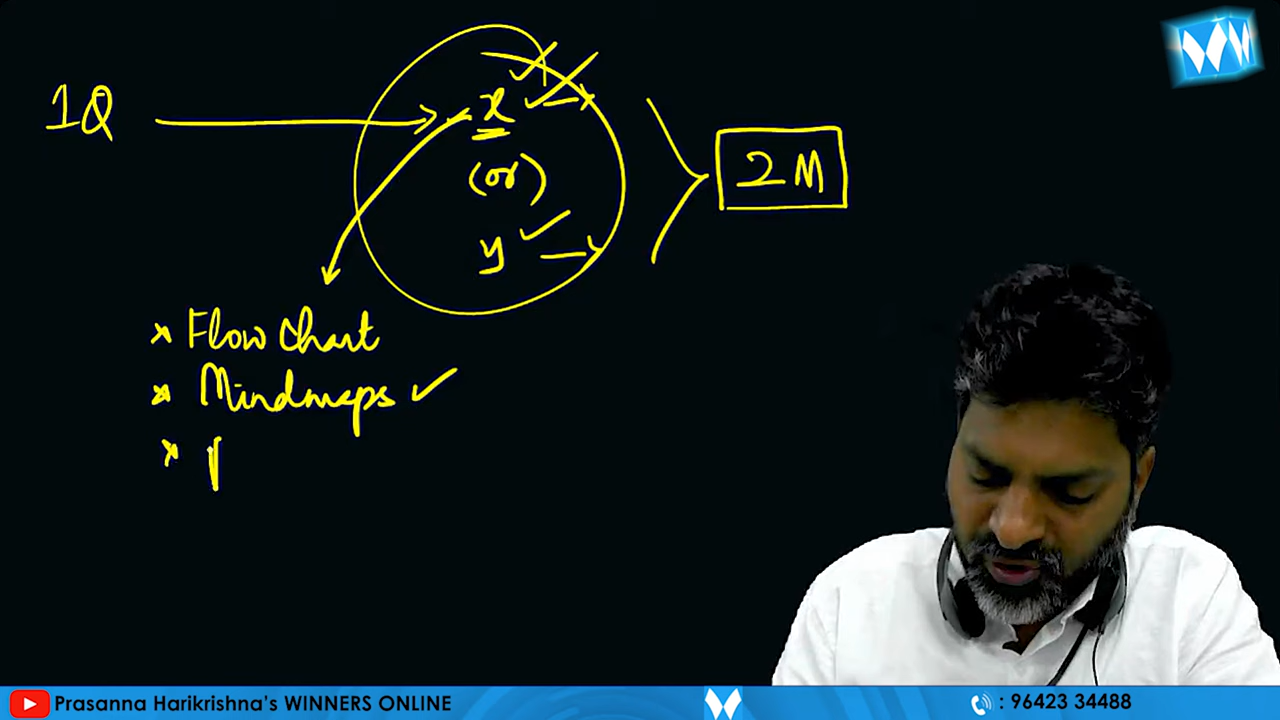 1Q
x
(or)
y
2M
* Flow chart
* Mindmaps ✓
*
Prasanna Harikrishna's WINNERS ONLINE
: 96423 34488